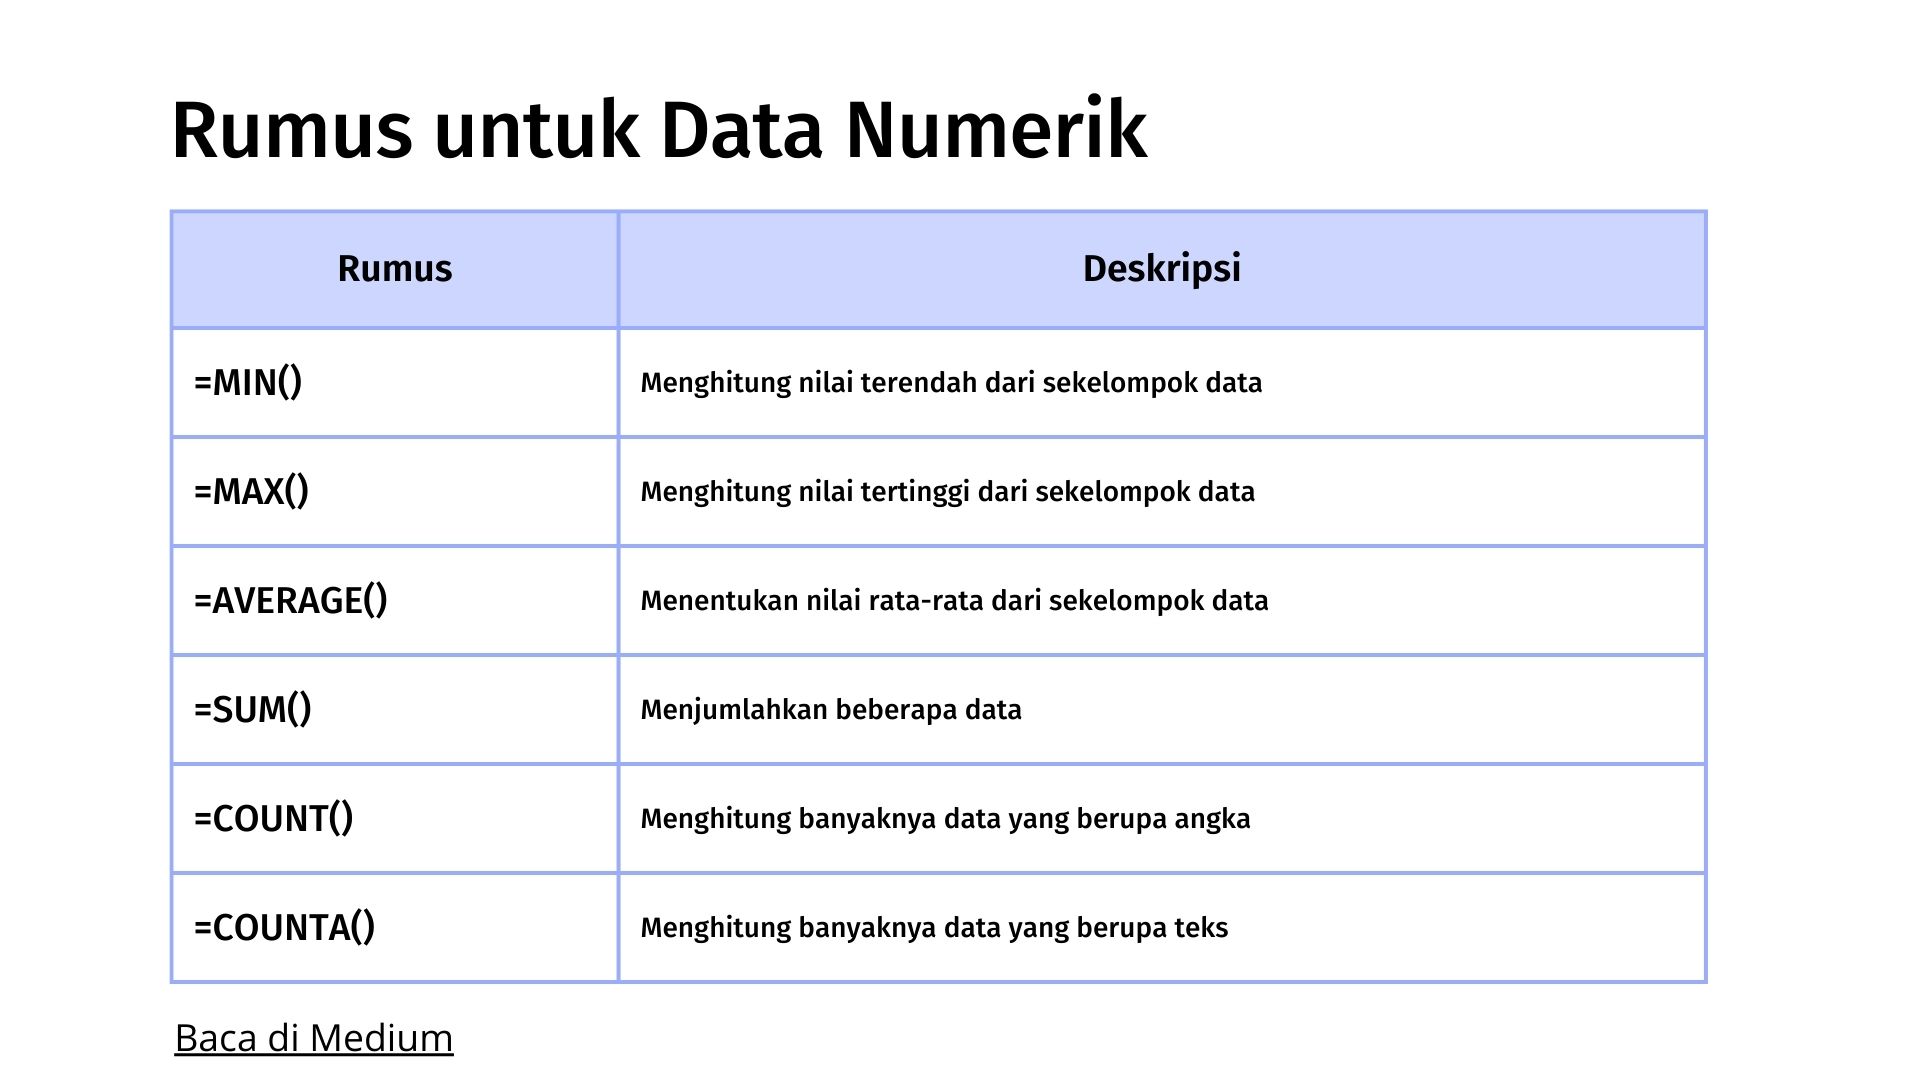 Rumus untuk Data Numerik
Rumus
Deskripsi
=MIN()
Menghitung nilai terendah dari sekelompok data
=MAX()
Menghitung nilai tertinggi dari sekelompok data
=AVERAGE()
Menentukan nilai rata-rata dari sekelompok data
=SUM()
Menjumlahkan beberapa data
=COUNT()
Menghitung banyaknya data yang berupa angka
=COUNTA()
Menghitung banyaknya data yang berupa teks
Baca di Medium